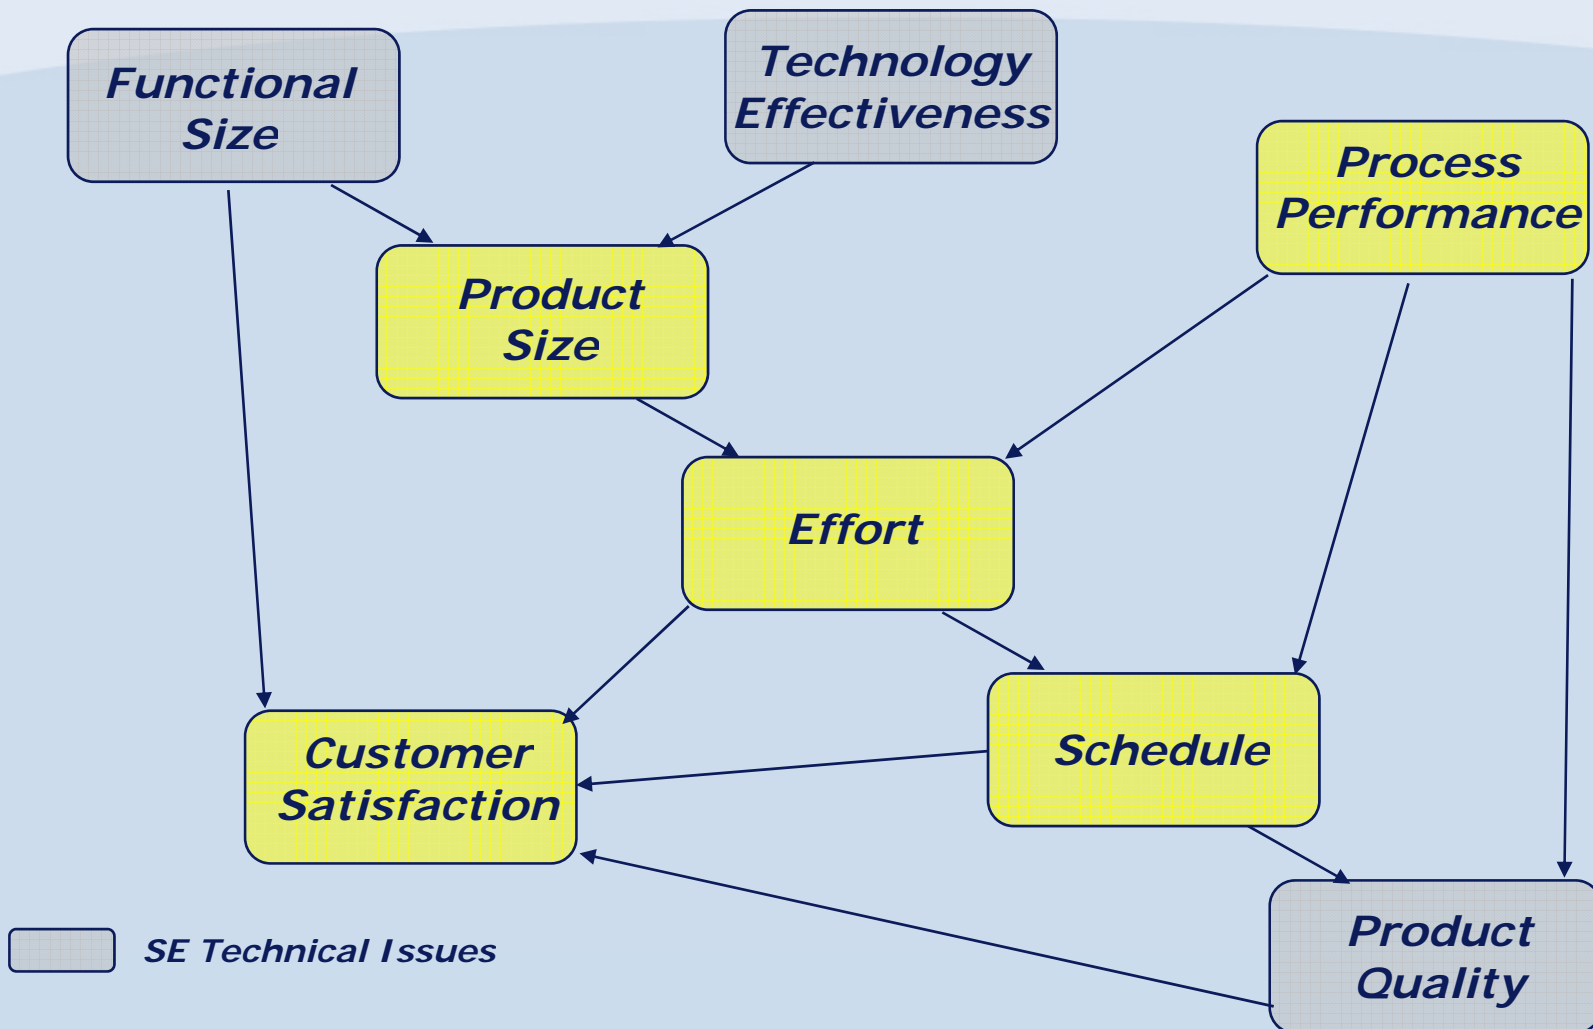 Functional
Size
Technology
Effectiveness
Process
Performance
Product
Size
Effort
Customer
Satisfaction
Schedule
SE Technical Issues
Product
Quality